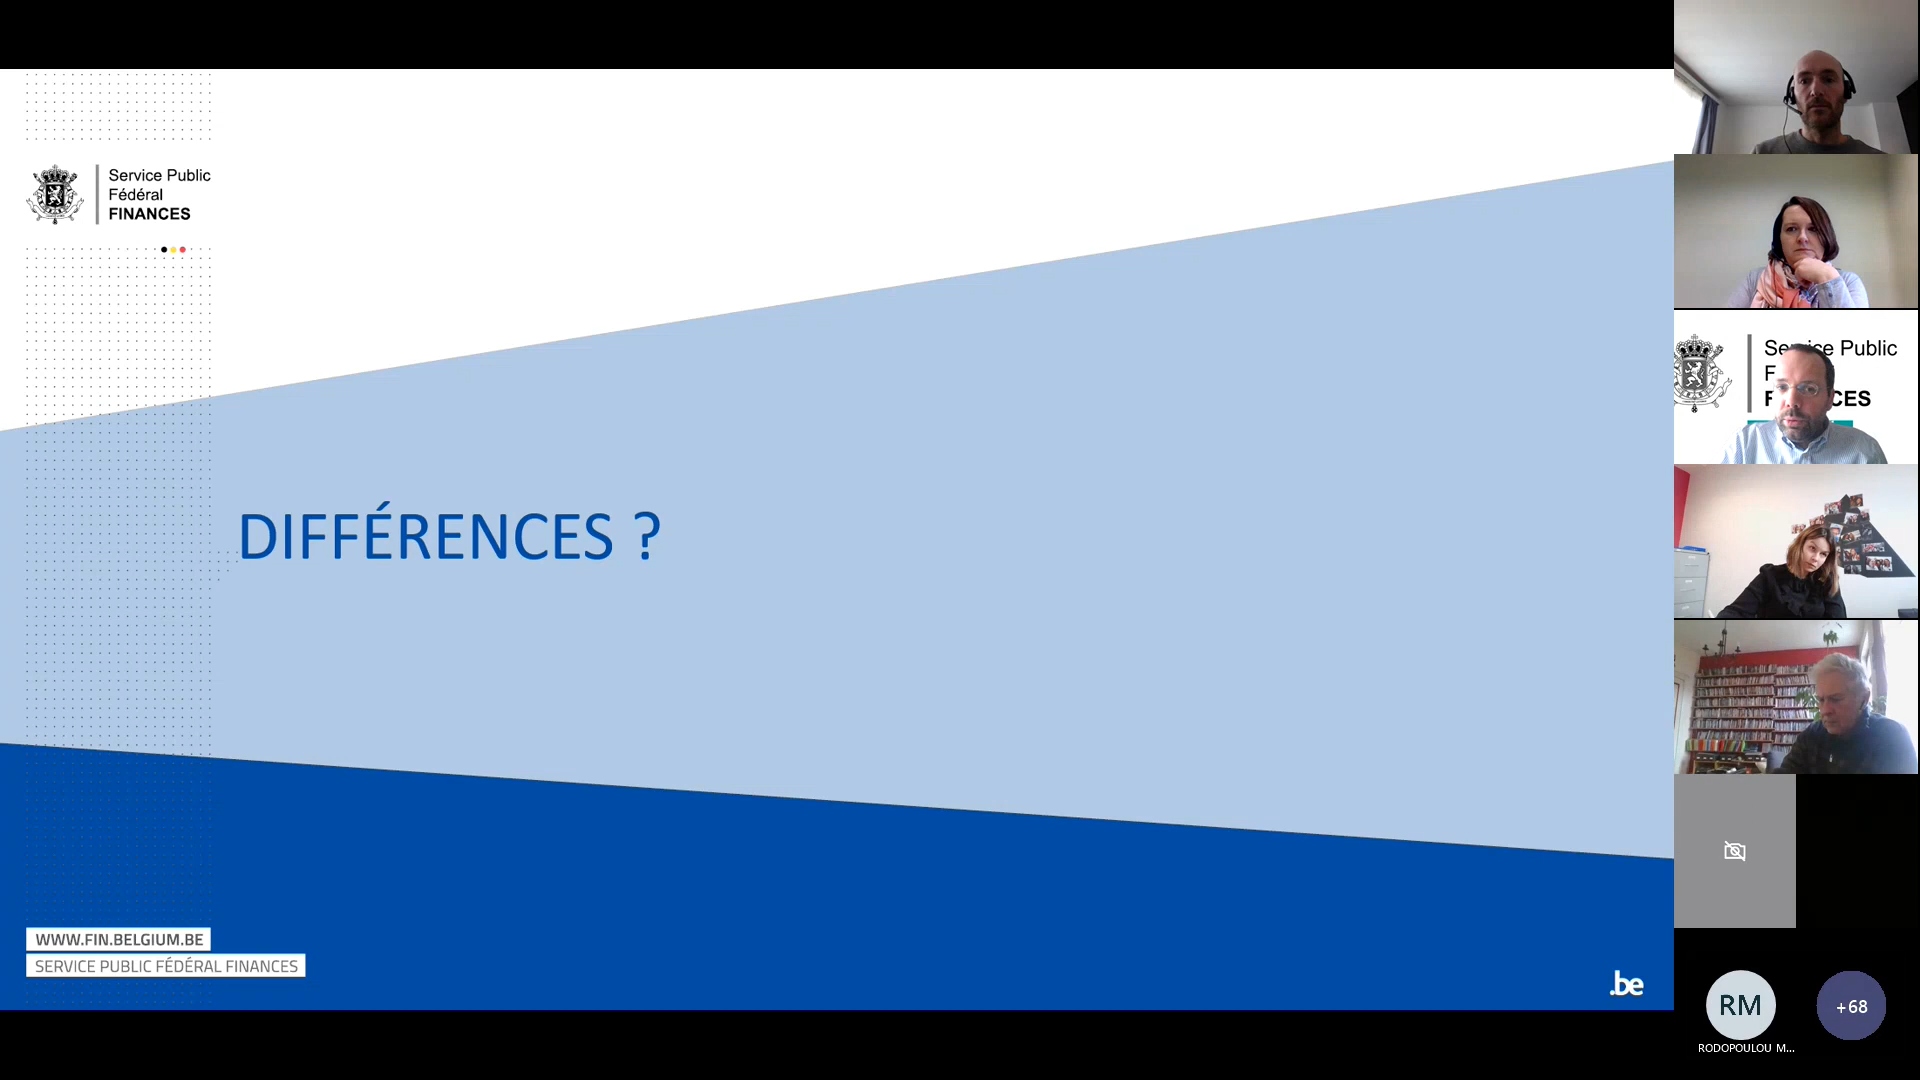 Service Public
Fédéral
FINANCES
DIFFÉRENCES ?
WWW.FIN.BELGIUM.BE
SERVICE PUBLIC FÉDÉRAL FINANCES
.be
Service Public
CES
RM
+68
RODOPOULOU M...